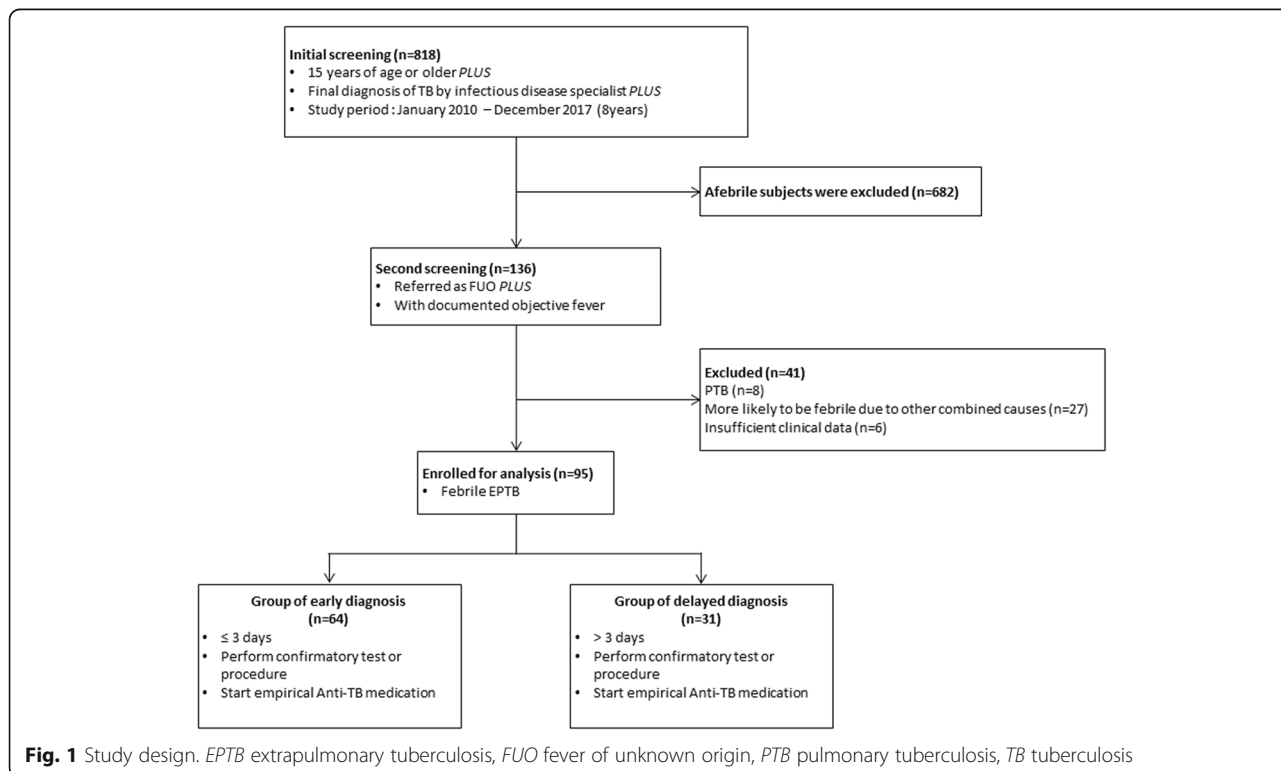 Initial screening (n=818)
• 15 years of age or older PLUS
• Final diagnosis of TB by infectious disease specialist PLUS
• Study period : January 2010 – December 2017 (8years)
Afebrile subjects were excluded (n=682)
Second screening (n=136)
• Referred as FUO PLUS
• With documented objective fever
Excluded (n=41)
PTB (n=8)
More likely to be febrile due to other combined causes (n=27)
Insufficient clinical data (n=6)
Enrolled for analysis (n=95)
• Febrile EPTB
Group of early diagnosis
(n=64)
• ≤ 3 days
• Perform confirmatory test or
procedure
• Start empirical Anti-TB medication
Group of delayed diagnosis
(n=31)
• > 3 days
• Perform confirmatory test or
procedure
• Start empirical Anti-TB medication
Fig. 1 Study design. EPTB extrapulmonary tuberculosis, FUO fever of unknown origin, PTB pulmonary tuberculosis, TB tuberculosis